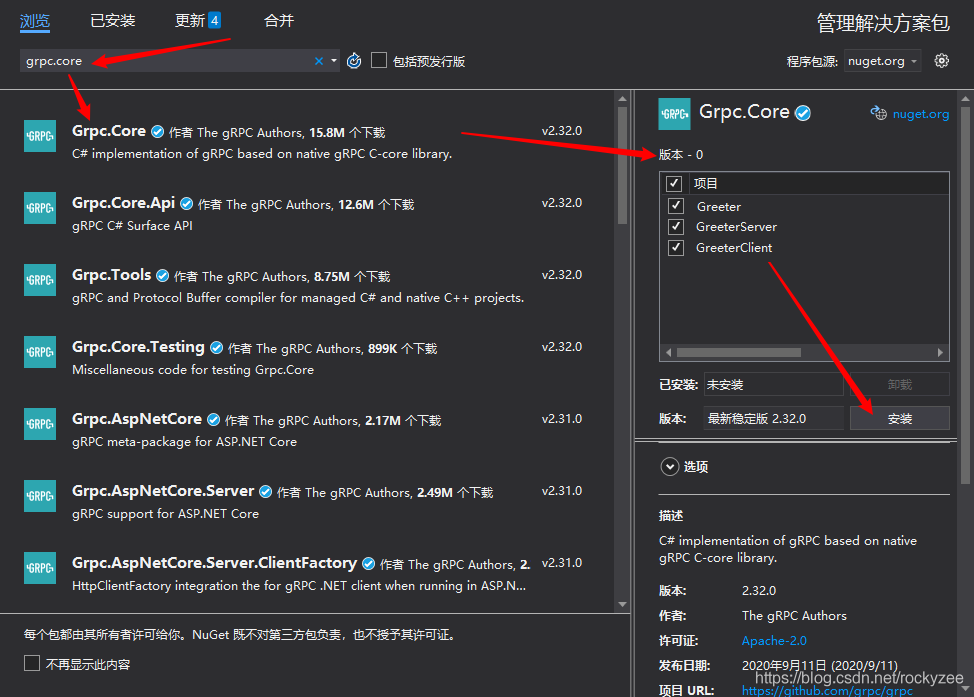 浏览 已安装 更新 4 合并
管理解决方案包
grpc.core
包括预发行版
程序包源: nuget.org
GRPC
Grpc.Core 作者 The gRPC Authors, 15.8M 个下载 v2.32.0
C# implementation of gRPC based on native gRPC C-core library.
GRPC
Grpc.Core.Api 作者 The gRPC Authors, 12.6M 个下载 v2.32.0
gRPC C# Surface API
GRPC
Grpc.Tools 作者 The gRPC Authors, 8.75M 个下载 v2.32.0
gRPC and Protocol Buffer compiler for managed C# and native C++ projects.
GRPC
Grpc.Core.Testing 作者 The gRPC Authors, 899K 个下载 v2.32.0
Miscellaneous code for testing Grpc.Core
GRPC
Grpc.AspNetCore 作者 The gRPC Authors, 2.17M 个下载 v2.31.0
gRPC meta-package for ASP.NET Core
GRPC
Grpc.AspNetCore.Server 作者 The gRPC Authors, 2.49M 个下载 v2.31.0
gRPC support for ASP.NET Core
GRPC
Grpc.AspNetCore.Server.ClientFactory 作者 The gRPC Authors, 2. v2.31.0
HttpClientFactory integration the for gRPC .NET client when running in ASP.N...
每个包都由其所有者许可给你。NuGet 既不对第三方包负责，也不授予其许可证。
不再显示此内容
GRPC
Grpc.Core nuget.org
版本 - 0
项目
Greeter
GreeterServer
GreeterClient
已安装: 未安装 卸载
版本: 最新稳定版 2.32.0 安装
选项
描述
C# implementation of gRPC based on native
gRPC C-core library.
版本: 2.32.0
作者: The gRPC Authors
许可证: Apache-2.0
发布日期: 2020年9月11日 (2020/9/11)
https://blog.csdn.net/rockyzee
项目 URL: https://github.com/grpc/grpc